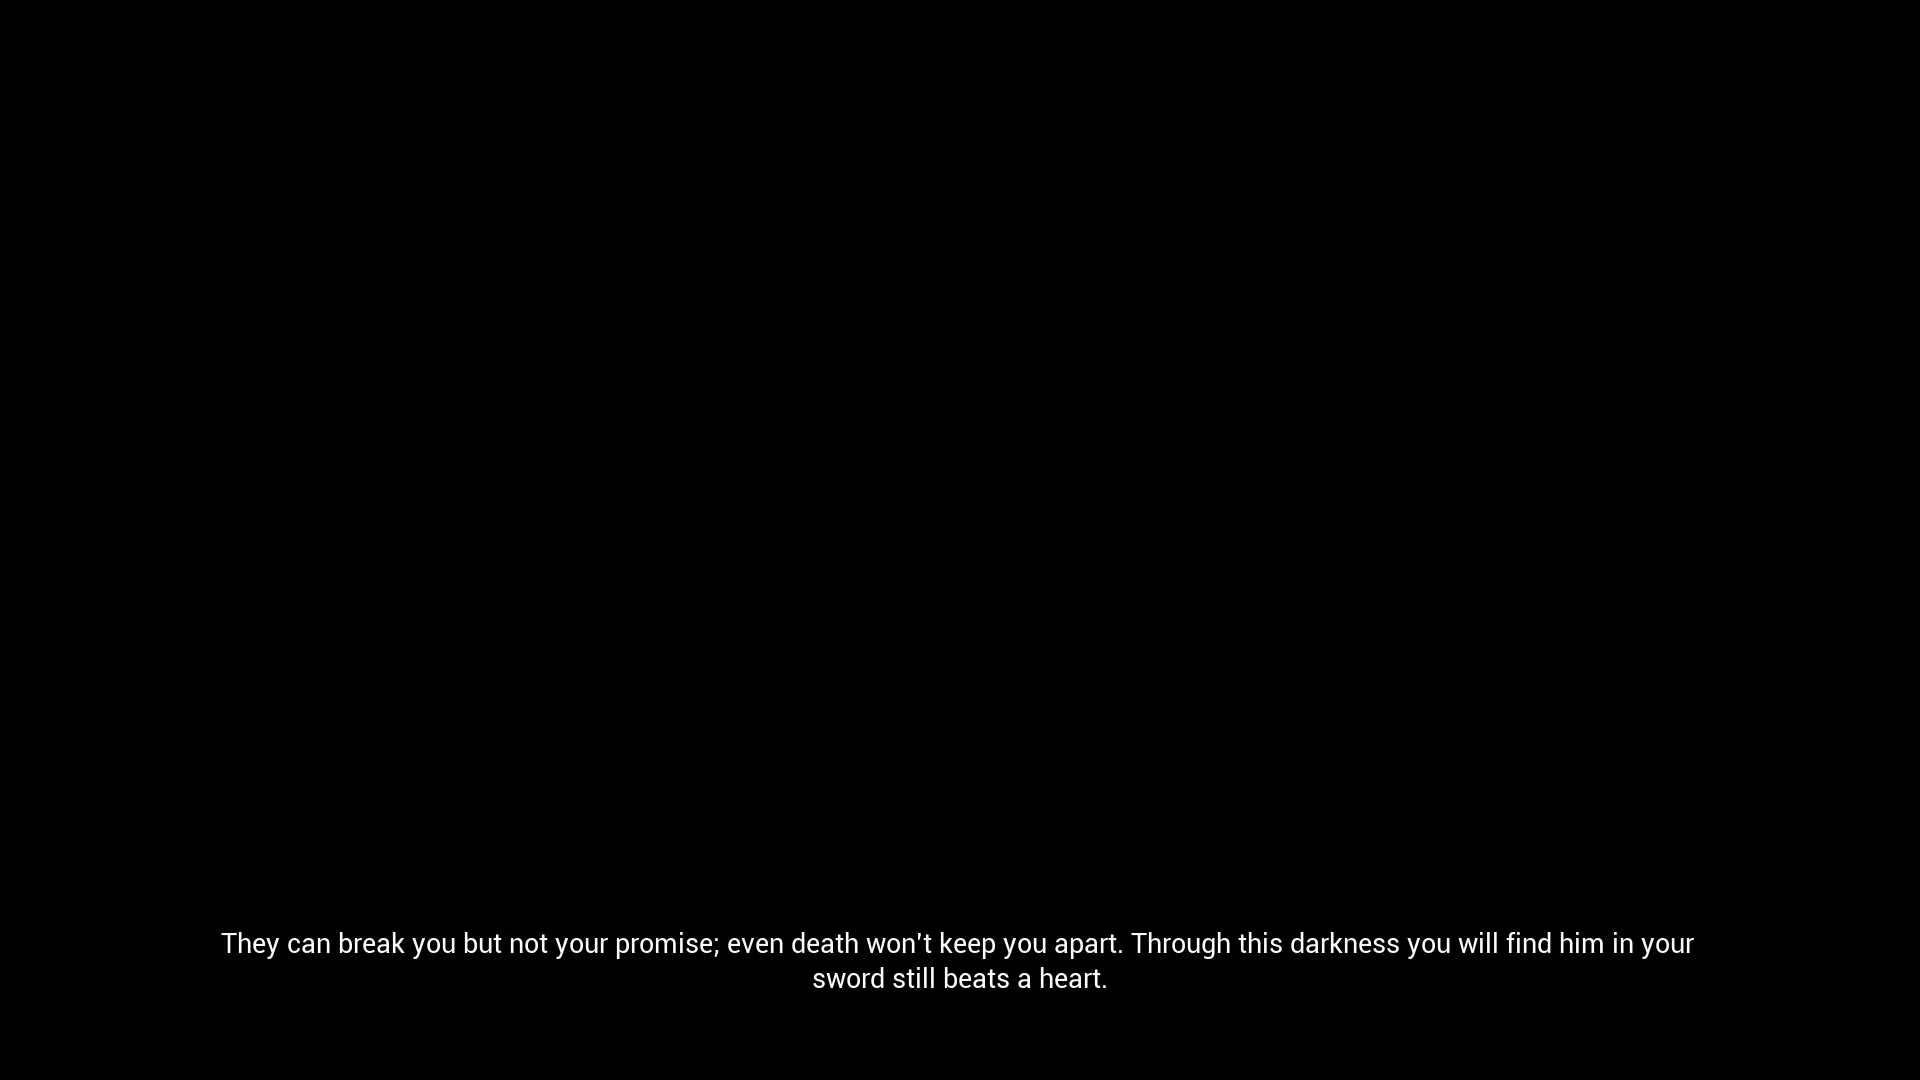 They can break you but not your promise; even death won't keep you apart. Through this darkness you will find him in your
sword still beats a heart.